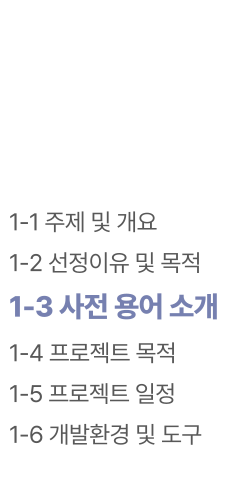 1-1 주제 및 개요
1-2 선정이유 및 목적
1-3 사전 용어 소개
1-4 프로젝트 목적
1-5 프로젝트 일정
1-6 개발환경 및 도구